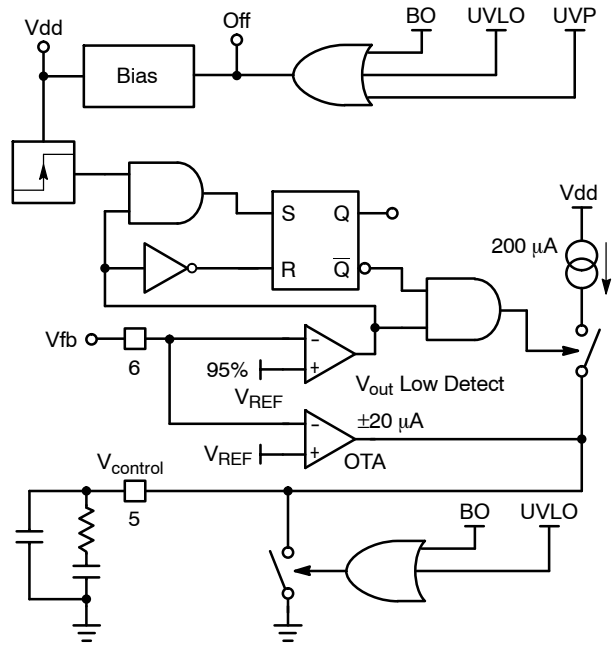 Vdd
Off
BO
UVLO
UVP
Bias
S
Q
R
Q̅
Vdd
200 μA
Vfb
6
95%
VREF
−
+
Vout Low Detect
VREF
−
+
±20 μA
OTA
Vcontrol
5
BO
UVLO